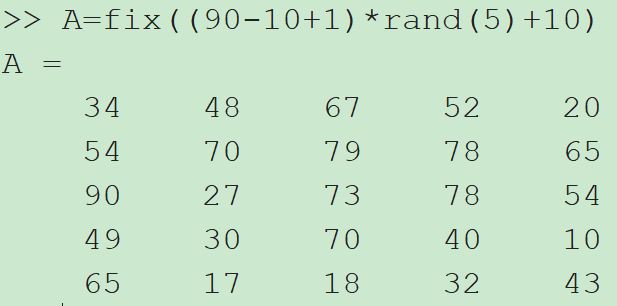 >> A=fix((90-10+1)*rand(5)+10)
A =
34 48 67 52 20
54 70 79 78 65
90 27 73 78 54
49 30 70 40 10
65 17 18 32 43